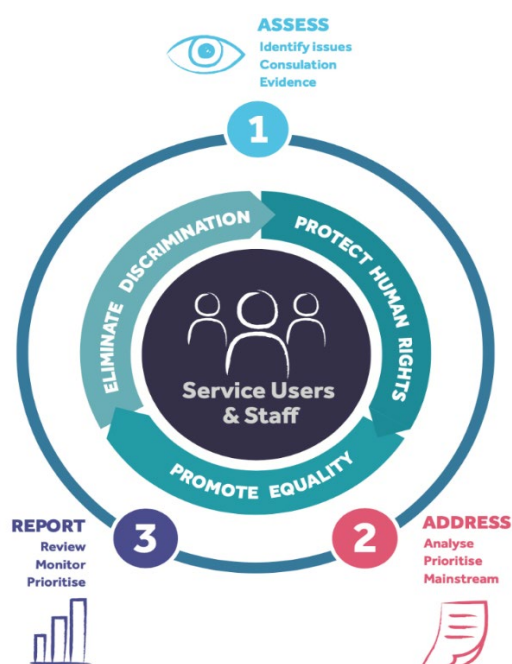 ASSESS
Identify issues
Consulation
Evidence
1
ELIMINATE DISCRIMINATION
PROTECT HUMAN RIGHTS
Service Users
& Staff
PROMOTE EQUALITY
REPORT
Review
Monitor
Prioritise
3
2
ADDRESS
Analyse
Prioritise
Mainstream